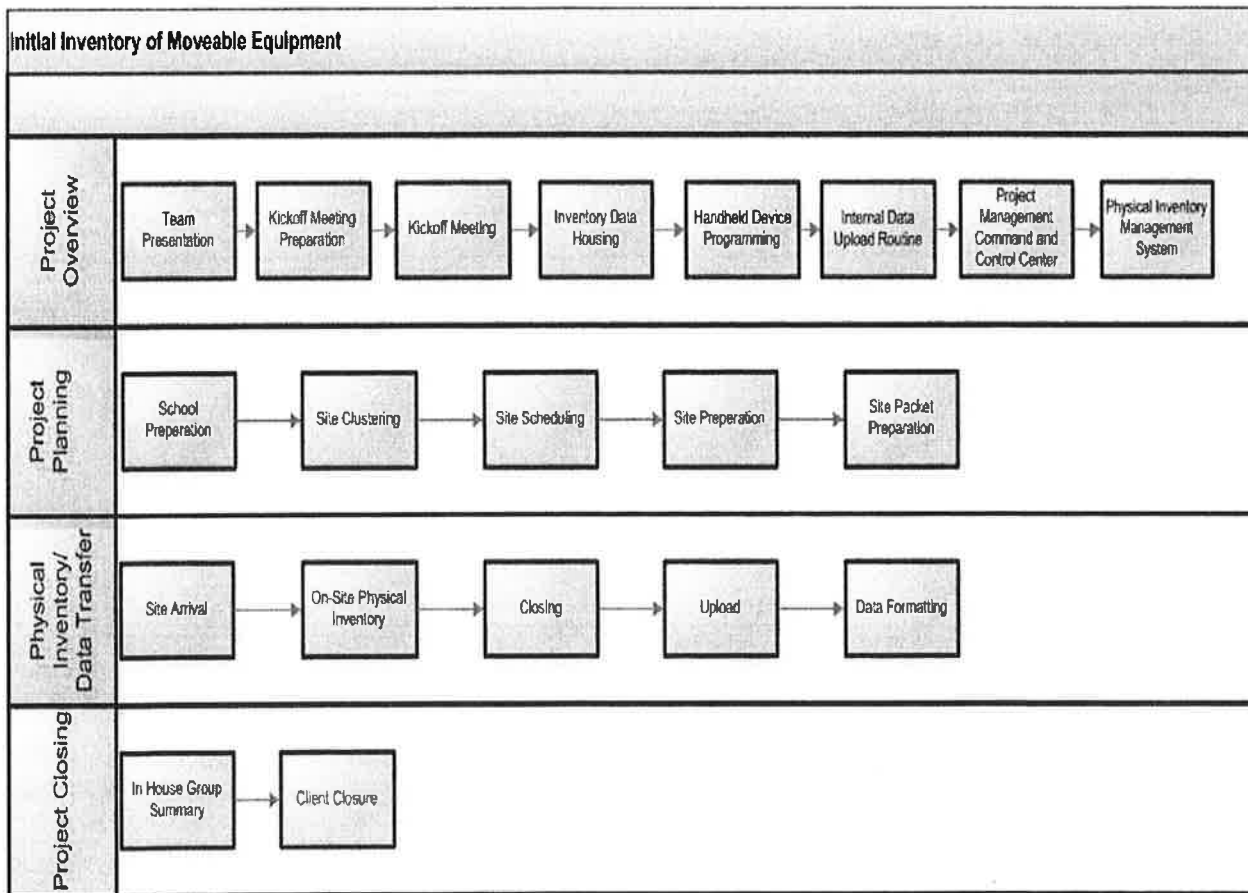 Initial Inventory of Moveable Equipment
Project
Overview
Team
Presentation
Kickoff Meeting
Preparation
Kickoff Meeting
Inventory Data
Housing
Handheld Device
Programming
Internal Data
Upload Routine
Project
Management
Command and
Control Center
Physical Inventory
Management
System
Project
Planning
School
Preparation
Site Clustering
Site Scheduling
Site Preperation
Site Packet
Preparation
Physical
Inventory/
Data Transfer
Site Arrival
On-Site Physical
Inventory
Closing
Upload
Data Formatting
Project Closing
In House Group
Summary
Client Closure